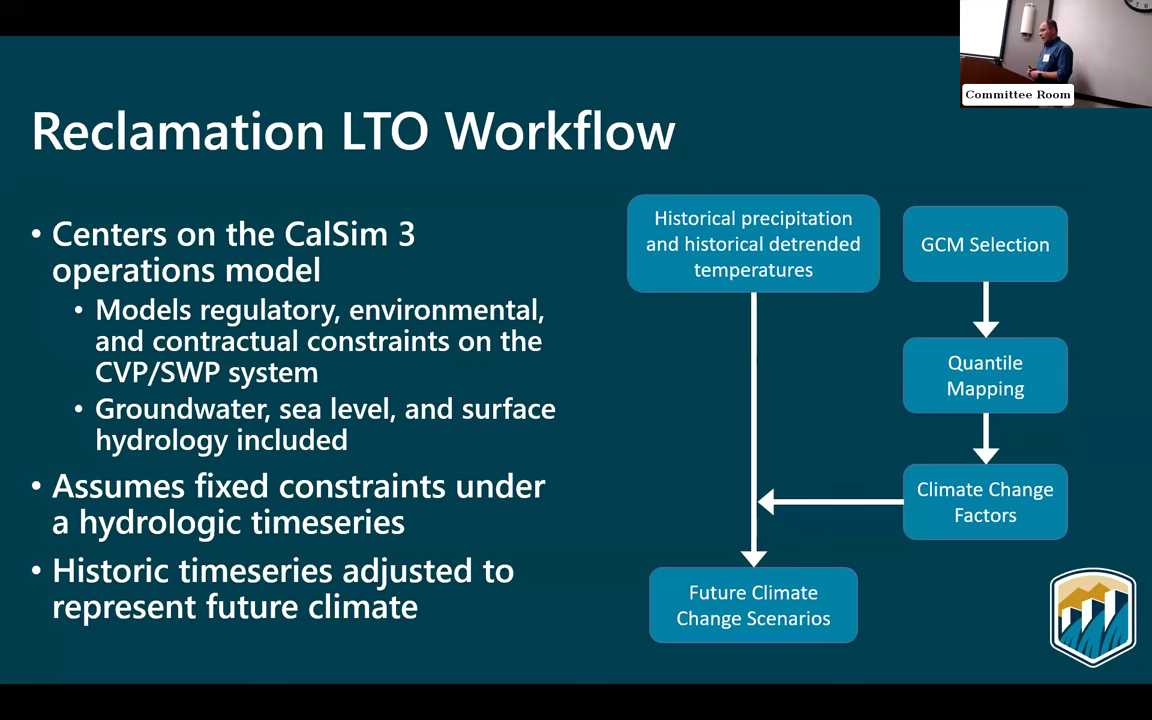 Committee Room
Reclamation LTO Workflow
• Centers on the CalSim 3
operations model
• Models regulatory, environmental,
and contractual constraints on the
CVP/SWP system
• Groundwater, sea level, and surface
hydrology included
• Assumes fixed constraints under
a hydrologic timeseries
• Historic timeseries adjusted to
represent future climate
Historical precipitation
and historical detrended
temperatures
GCM Selection
Quantile
Mapping
Climate Change
Factors
Future Climate
Change Scenarios